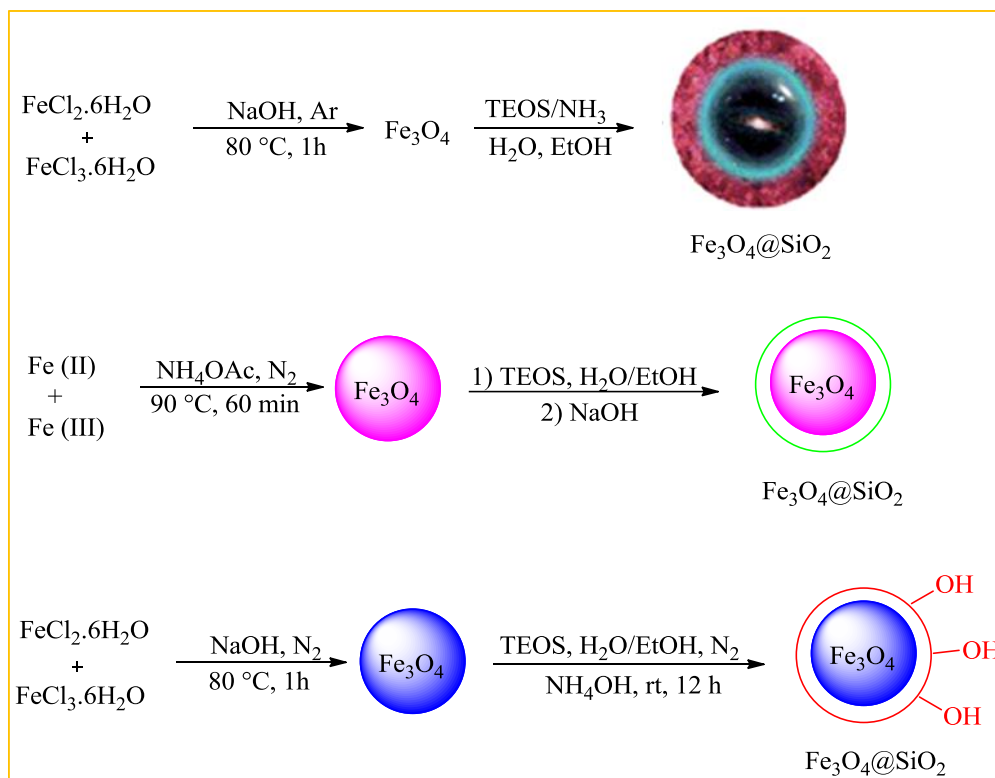 FeCl₂.6H₂O
+
FeCl₃.6H₂O
NaOH, Ar
80 °C, 1h
Fe₃O₄
TEOS/NH₃
H₂O, EtOH
Fe₃O₄@SiO₂
Fe (II)
+
Fe (III)
NH₄OAc, N₂
90 °C, 60 min
Fe₃O₄
1) TEOS, H₂O/EtOH
2) NaOH
Fe₃O₄
Fe₃O₄@SiO₂
FeCl₂.6H₂O
+
FeCl₃.6H₂O
NaOH, N₂
80 °C, 1h
Fe₃O₄
TEOS, H₂O/EtOH, N₂
NH₄OH, rt, 12 h
Fe₃O₄
OH
OH
OH
Fe₃O₄@SiO₂